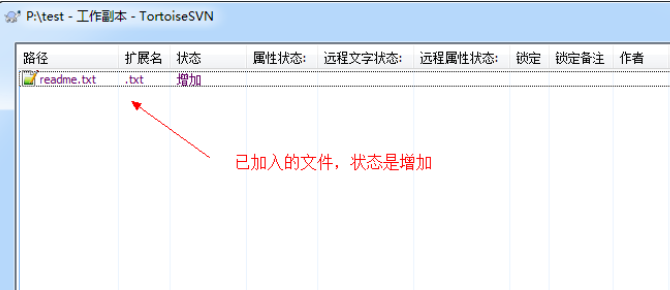 P:\test - 工作副本 - TortoiseSVN
路径 扩展名 状态 属性状态: 远程文字状态: 远程属性状态: 锁定 锁定备注 作者
readme.txt .txt 增加
已加入的文件，状态是增加